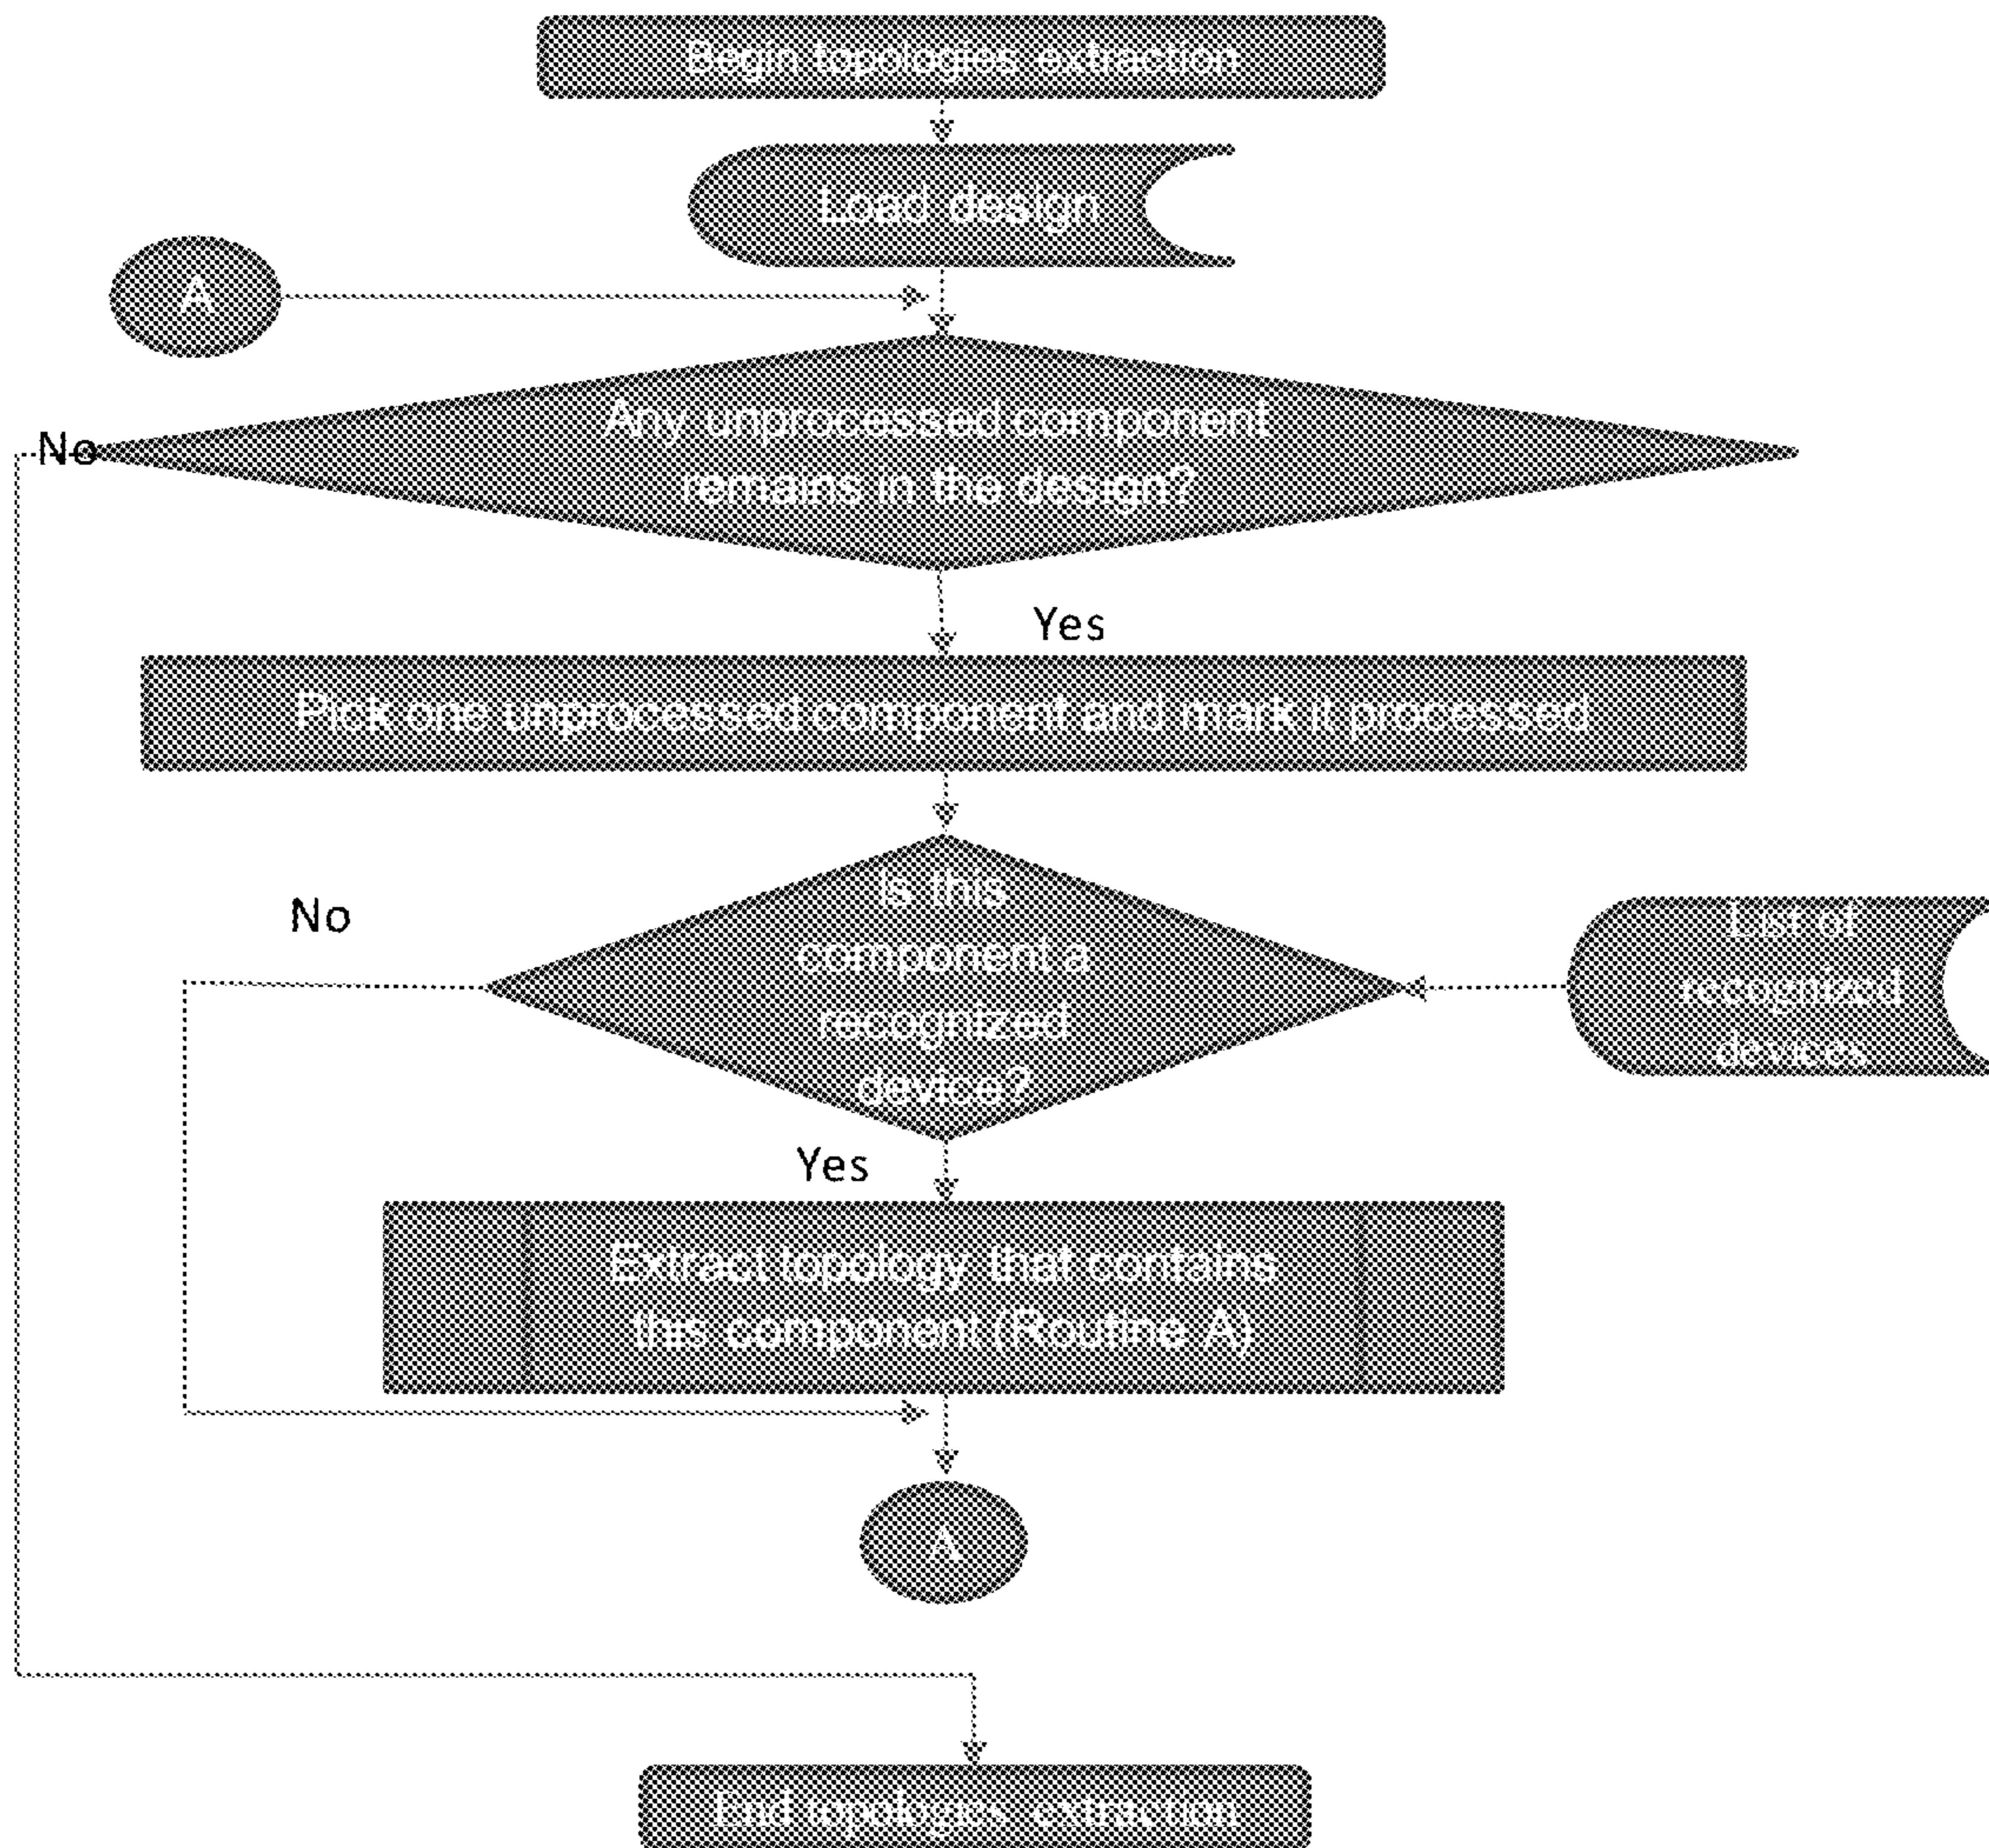 Begin topologies extraction
Load design
A
Any unprocessed component
remains in the design?
No
Yes
Pick one unprocessed component and mark it processed
Is this
component a
recognized
device?
No
List of
recognized
devices
Yes
Extract topology that contains
this component (Routine A)
A
End topologies extraction